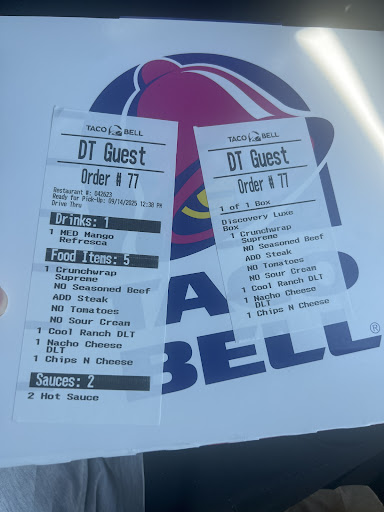 TACO BELL
DT Guest
Order # 77
Restaurant #: 042623
Ready for Pick-Up: 09/14/2025 12:38 PM
Drive Thru
Drinks: 1
1 MED Mango
Refresca
Food Items: 5
1 Crunchwrap
Supreme
NO Seasoned Beef
ADD Steak
NO Tomatoes
NO Sour Cream
1 Cool Ranch DLT
1 Nacho Cheese
DLT
1 Chips N Cheese
Sauces: 2
2 Hot Sauce
TACO BELL
DT Guest
Order # 77
1 of 1 Box
Discovery Luxe
Box
1 Crunchwrap
Supreme
NO Seasoned Beef
ADD Steak
NO Tomatoes
NO Sour Cream
1 Cool Ranch DLT
1 Nacho Cheese
DLT
1 Chips N Cheese
ACO
BELL®